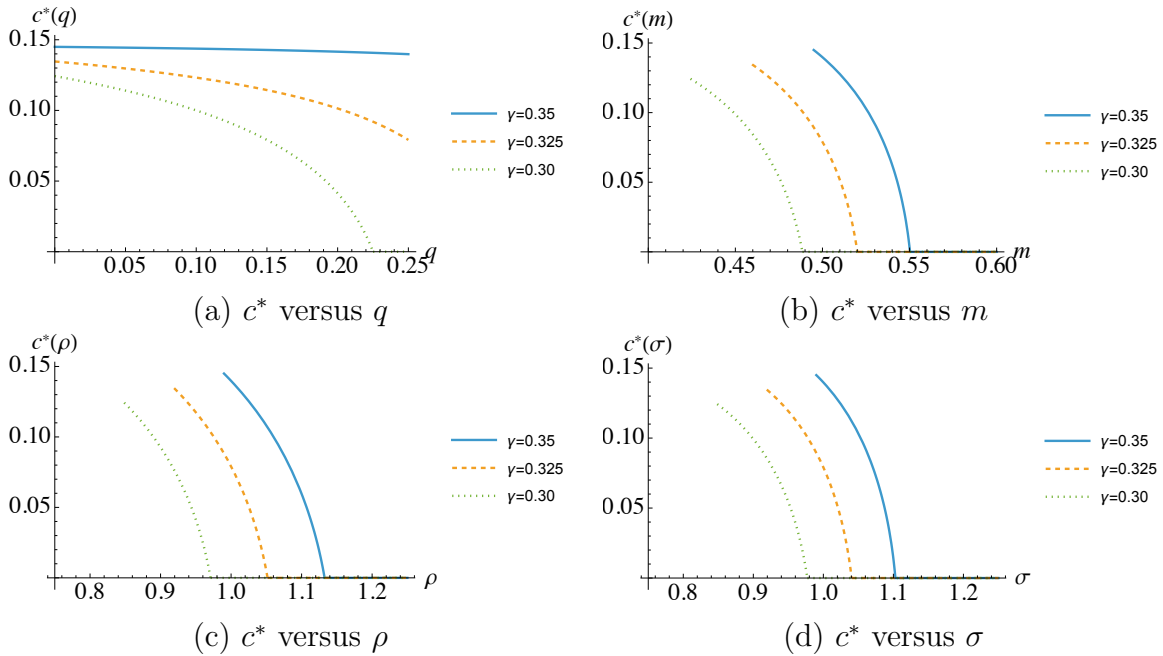 c*(q)
0.15
0.10
0.05
0.05 0.10 0.15 0.20 0.25 q
γ=0.35
γ=0.325
γ=0.30
(a) c* versus q
c*(m)
0.15
0.10
0.05
0.45 0.50 0.55 0.60 m
γ=0.35
γ=0.325
γ=0.30
(b) c* versus m
c*(ρ)
0.15
0.10
0.05
0.8 0.9 1.0 1.1 1.2 ρ
γ=0.35
γ=0.325
γ=0.30
(c) c* versus ρ
c*(σ)
0.15
0.10
0.05
0.8 0.9 1.0 1.1 1.2 σ
γ=0.35
γ=0.325
γ=0.30
(d) c* versus σ